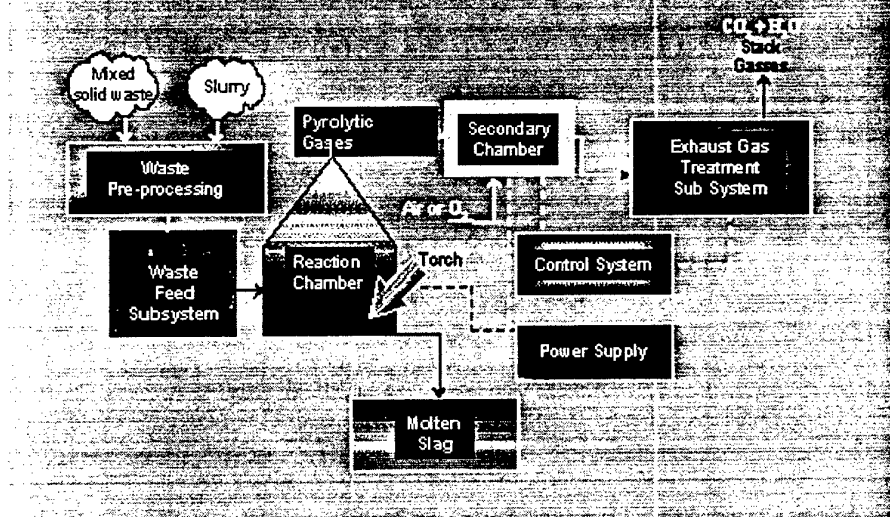 CO₂ + H₂O
Stack
Gasses
Mixed
solid waste
Slurry
Pyrolytic
Gases
Secondary
Chamber
Exhaust Gas
Treatment
Sub System
Waste
Pre-processing
Air or O₂
Waste
Feed
Subsystem
Reaction
Chamber
Torch
Control System
Power Supply
Molten
Slag